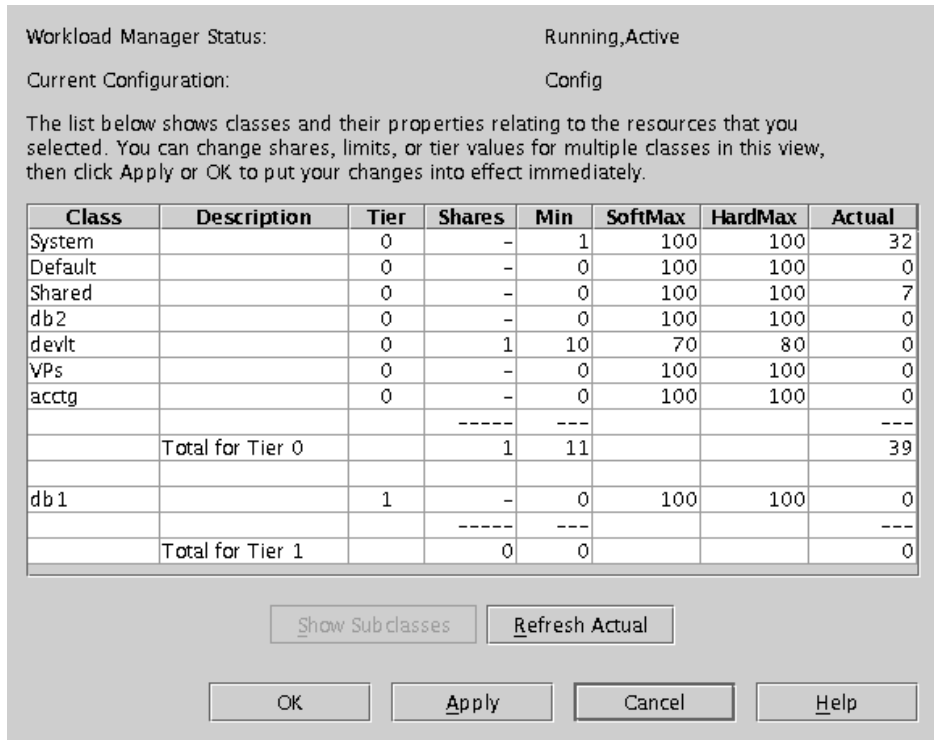 Workload Manager Status: Running,Active
Current Configuration: Config
The list below shows classes and their properties relating to the resources that you
selected. You can change shares, limits, or tier values for multiple classes in this view,
then click Apply or OK to put your changes into effect immediately.
Class Description Tier Shares Min SoftMax HardMax Actual
System 0 – 1 100 100 32
Default 0 – 0 100 100 0
Shared 0 – 0 100 100 7
db2 0 – 0 100 100 0
devlt 0 1 10 70 80 0
VPs 0 – 0 100 100 0
acctg 0 – 0 100 100 0
----- --- ---
Total for Tier 0 1 11 39
db1 1 – 0 100 100 0
----- --- ---
Total for Tier 1 0 0 0
Show Subclasses Refresh Actual
OK Apply Cancel Help